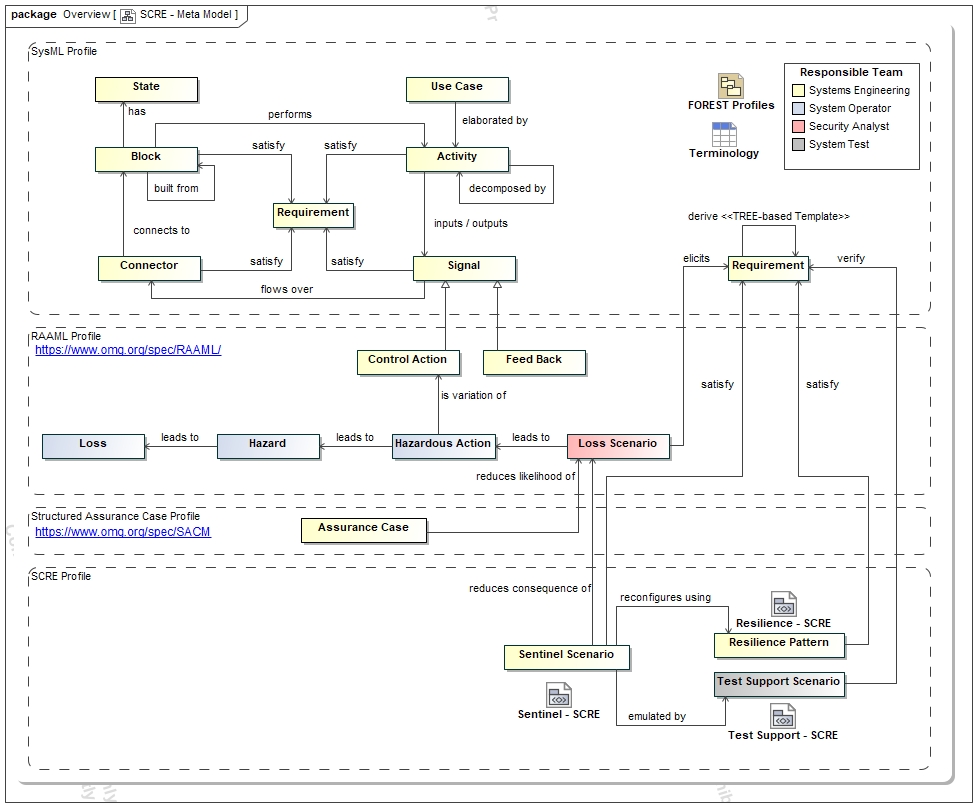 package Overview [ SCRE - Meta Model ]
SysML Profile
State
Use Case
FOREST Profiles
Terminology
Responsible Team
Systems Engineering
System Operator
Security Analyst
System Test
has
performs
elaborated by
Block
satisfy
satisfy
Activity
built from
decomposed by
Requirement
connects to
inputs / outputs
derive <<TREE-based Template>>
Connector
satisfy
satisfy
Signal
elicits
Requirement
verify
flows over
RAAML Profile
https://www.omg.org/spec/RAAML/
Control Action
Feed Back
is variation of
satisfy
satisfy
Loss
leads to
Hazard
leads to
Hazardous Action
leads to
Loss Scenario
reduces likelihood of
Structured Assurance Case Profile
https://www.omg.org/spec/SACM
Assurance Case
SCRE Profile
reduces consequence of
reconfigures using
Resilience - SCRE
Resilience Pattern
Sentinel Scenario
Test Support Scenario
Sentinel - SCRE
emulated by
Test Support - SCRE